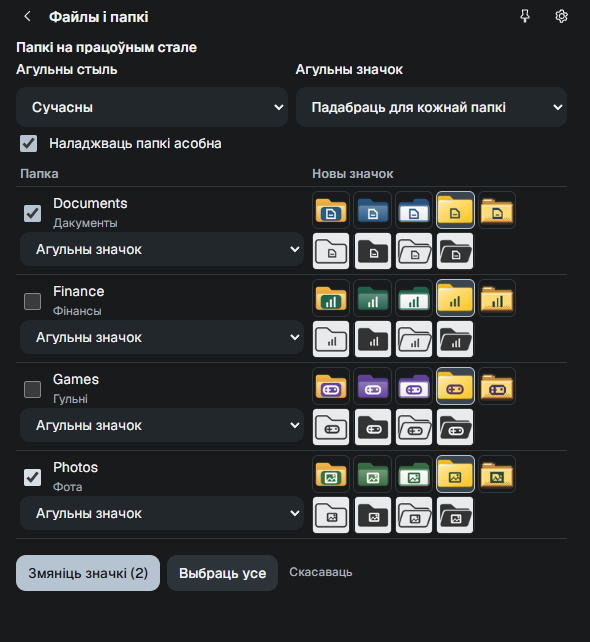 Файлы і папкі
Папкі на працоўным стале
Агульны стыль
Агульны значок
Сучасны
Падабраць для кожнай папкі
Наладжваць папкі асобна
Папка
Новы значок
Documents
Дакументы
Агульны значок
Finance
Фінансы
Агульны значок
Games
Гульні
Агульны значок
Photos
Фота
Агульны значок
Змяніць значкі (2)
Выбраць усе
Скасаваць